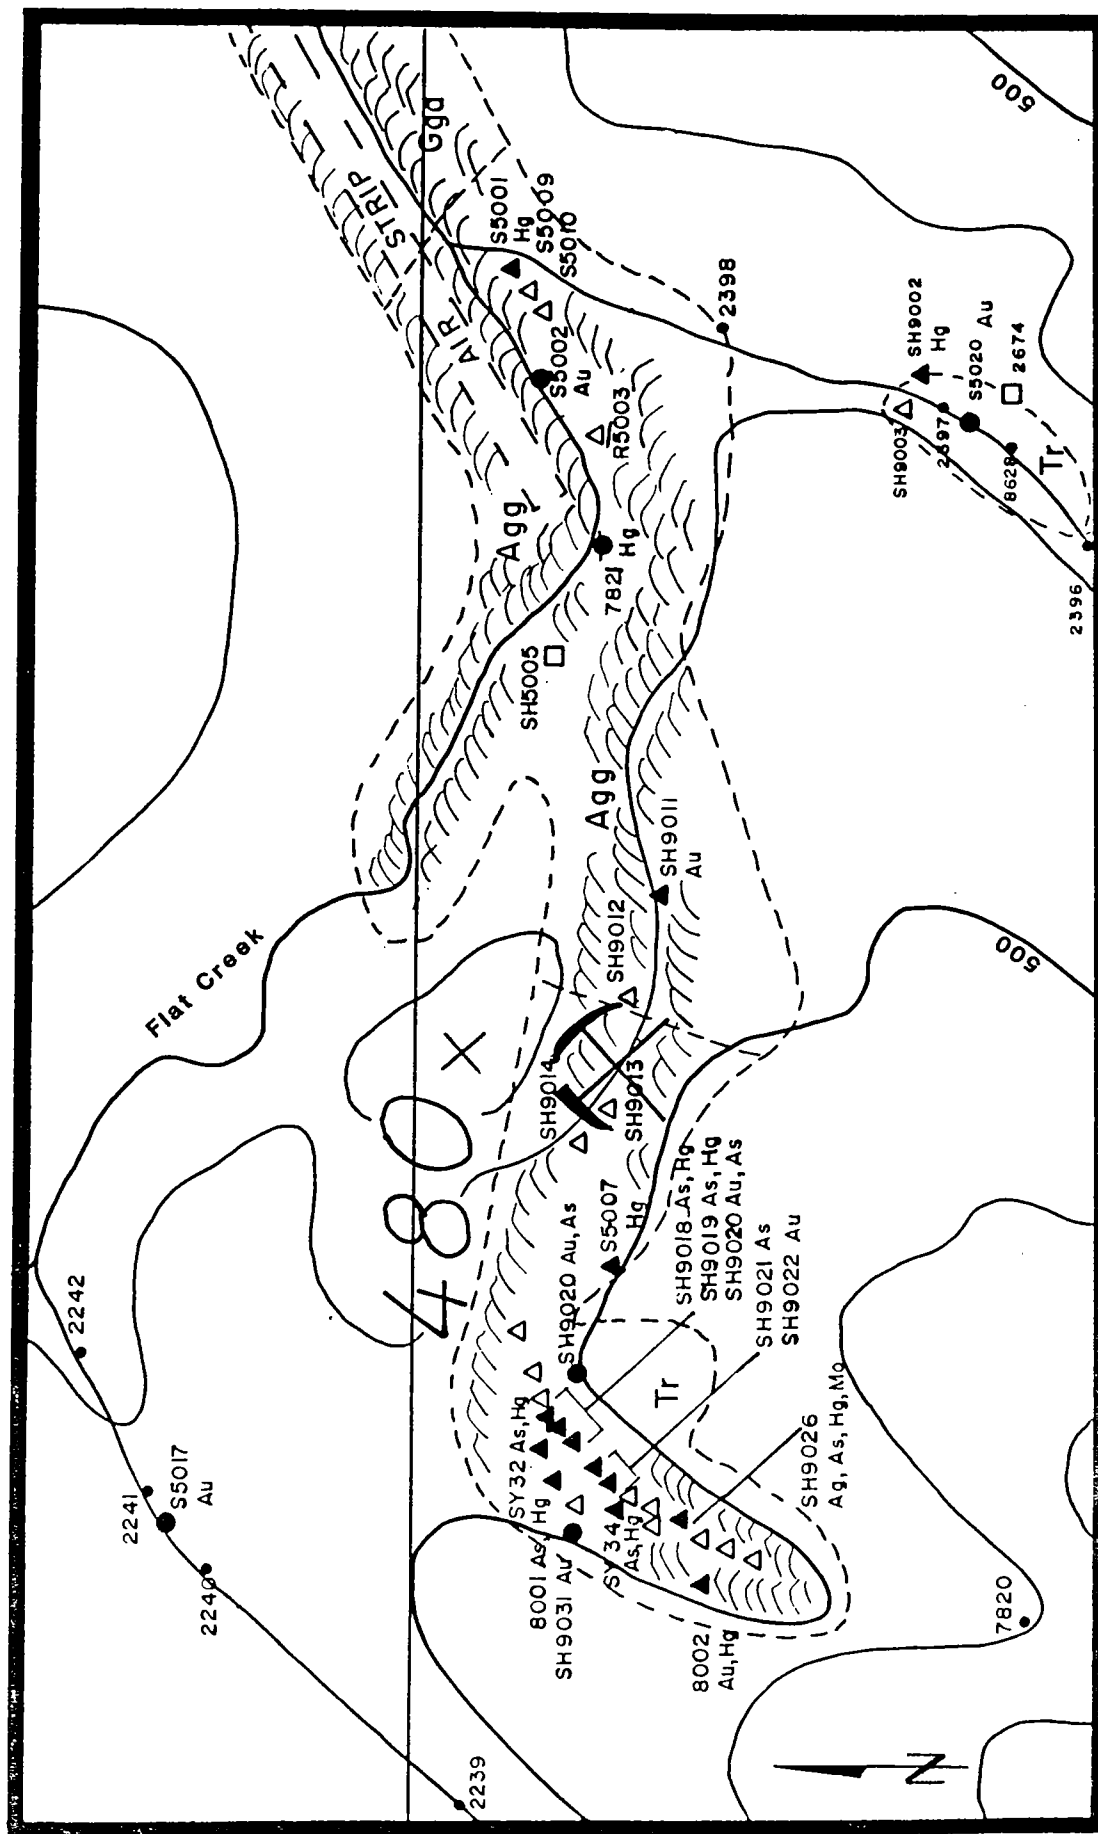 500
Gga
AIR STRIP
S5001
Hg
S5009
S5010
S5002
Au
R5003
2398
SH9002
Hg
S5020 Au
2674
SH9003
2397
8628
Tr
2396
Agg
7821
Hg
SH5005
Agg
SH9011
Au
SH9012
500
Flat Creek
SH9014
SH9013
480
S5007
Hg
SH9018 As, Hg
SH9019 As, Hg
SH9020 Au, As
SH9021 As
SH9022 Au
SH9020 Au, As
Tr
2242
2241
S5017
Au
2240
2239
SY32 As, Hg
8001 As, Hg
SH9031 Au
SY34
As, Hg
SH9026
Ag, As, Hg, Mo
8002
Au, Hg
7820
N